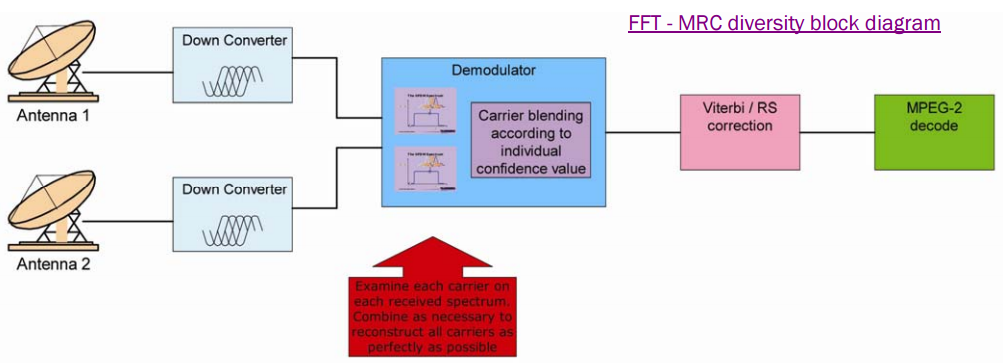 FFT - MRC diversity block diagram
Down Converter
Antenna 1
Demodulator
Carrier blending
according to
individual
confidence value
Viterbi / RS
correction
MPEG-2
decode
Down Converter
Antenna 2
Examine each carrier on
each received spectrum.
Combine as necessary to
reconstruct all carriers as
perfectly as possible